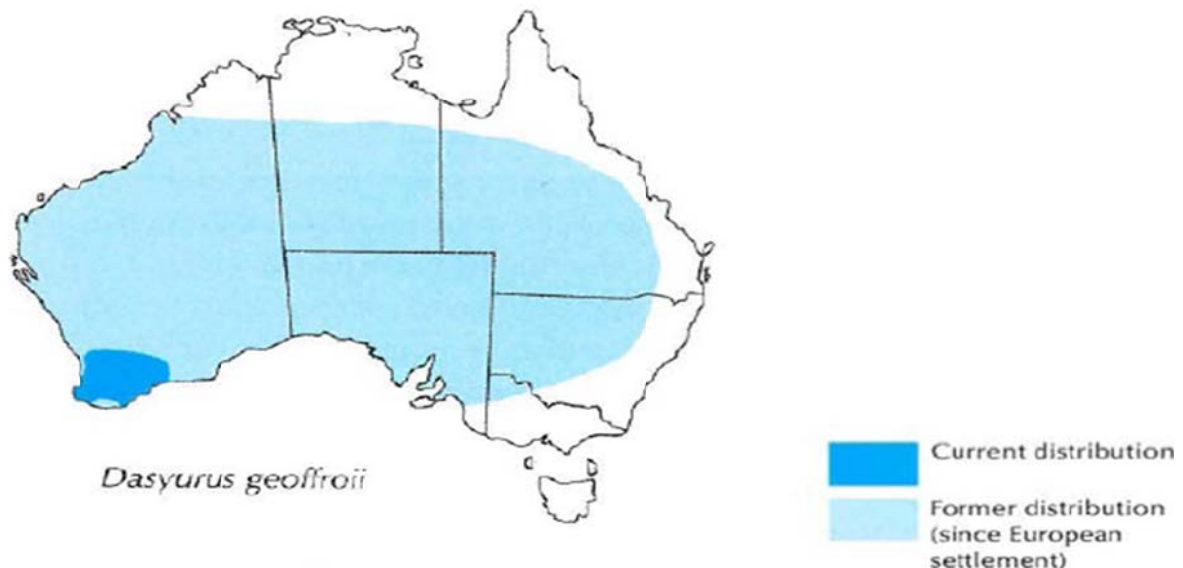 Dasyurus geoffroii
Current distribution
Former distribution
(since European
settlement)